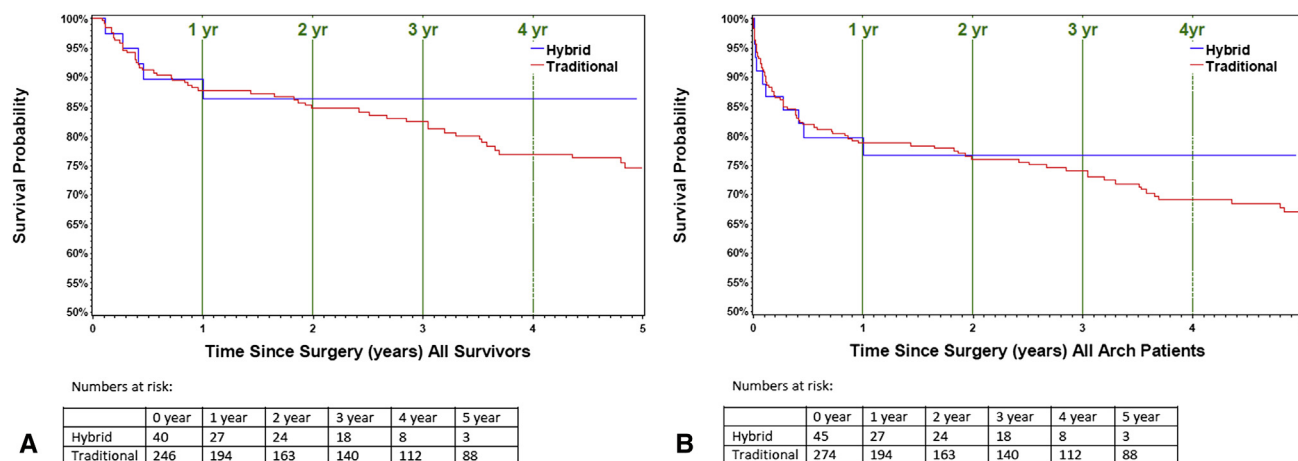 100%
95%
90%
85%
80%
75%
70%
65%
60%
55%
50%
Survival Probability
1 yr
2 yr
3 yr
4 yr
Hybrid
Traditional
0 1 2 3 4 5
Time Since Surgery (years) All Survivors
Numbers at risk:
0 year 1 year 2 year 3 year 4 year 5 year
Hybrid 40 27 24 18 8 3
Traditional 246 194 163 140 112 88
A
100%
95%
90%
85%
80%
75%
70%
65%
60%
55%
50%
Survival Probability
1 yr
2 yr
3 yr
4yr
Hybrid
Traditional
0 1 2 3 4
Time Since Surgery (years) All Arch Patients
Numbers at risk:
0 year 1 year 2 year 3 year 4 year 5 year
Hybrid 45 27 24 18 8 3
Traditional 274 194 163 140 112 88
B